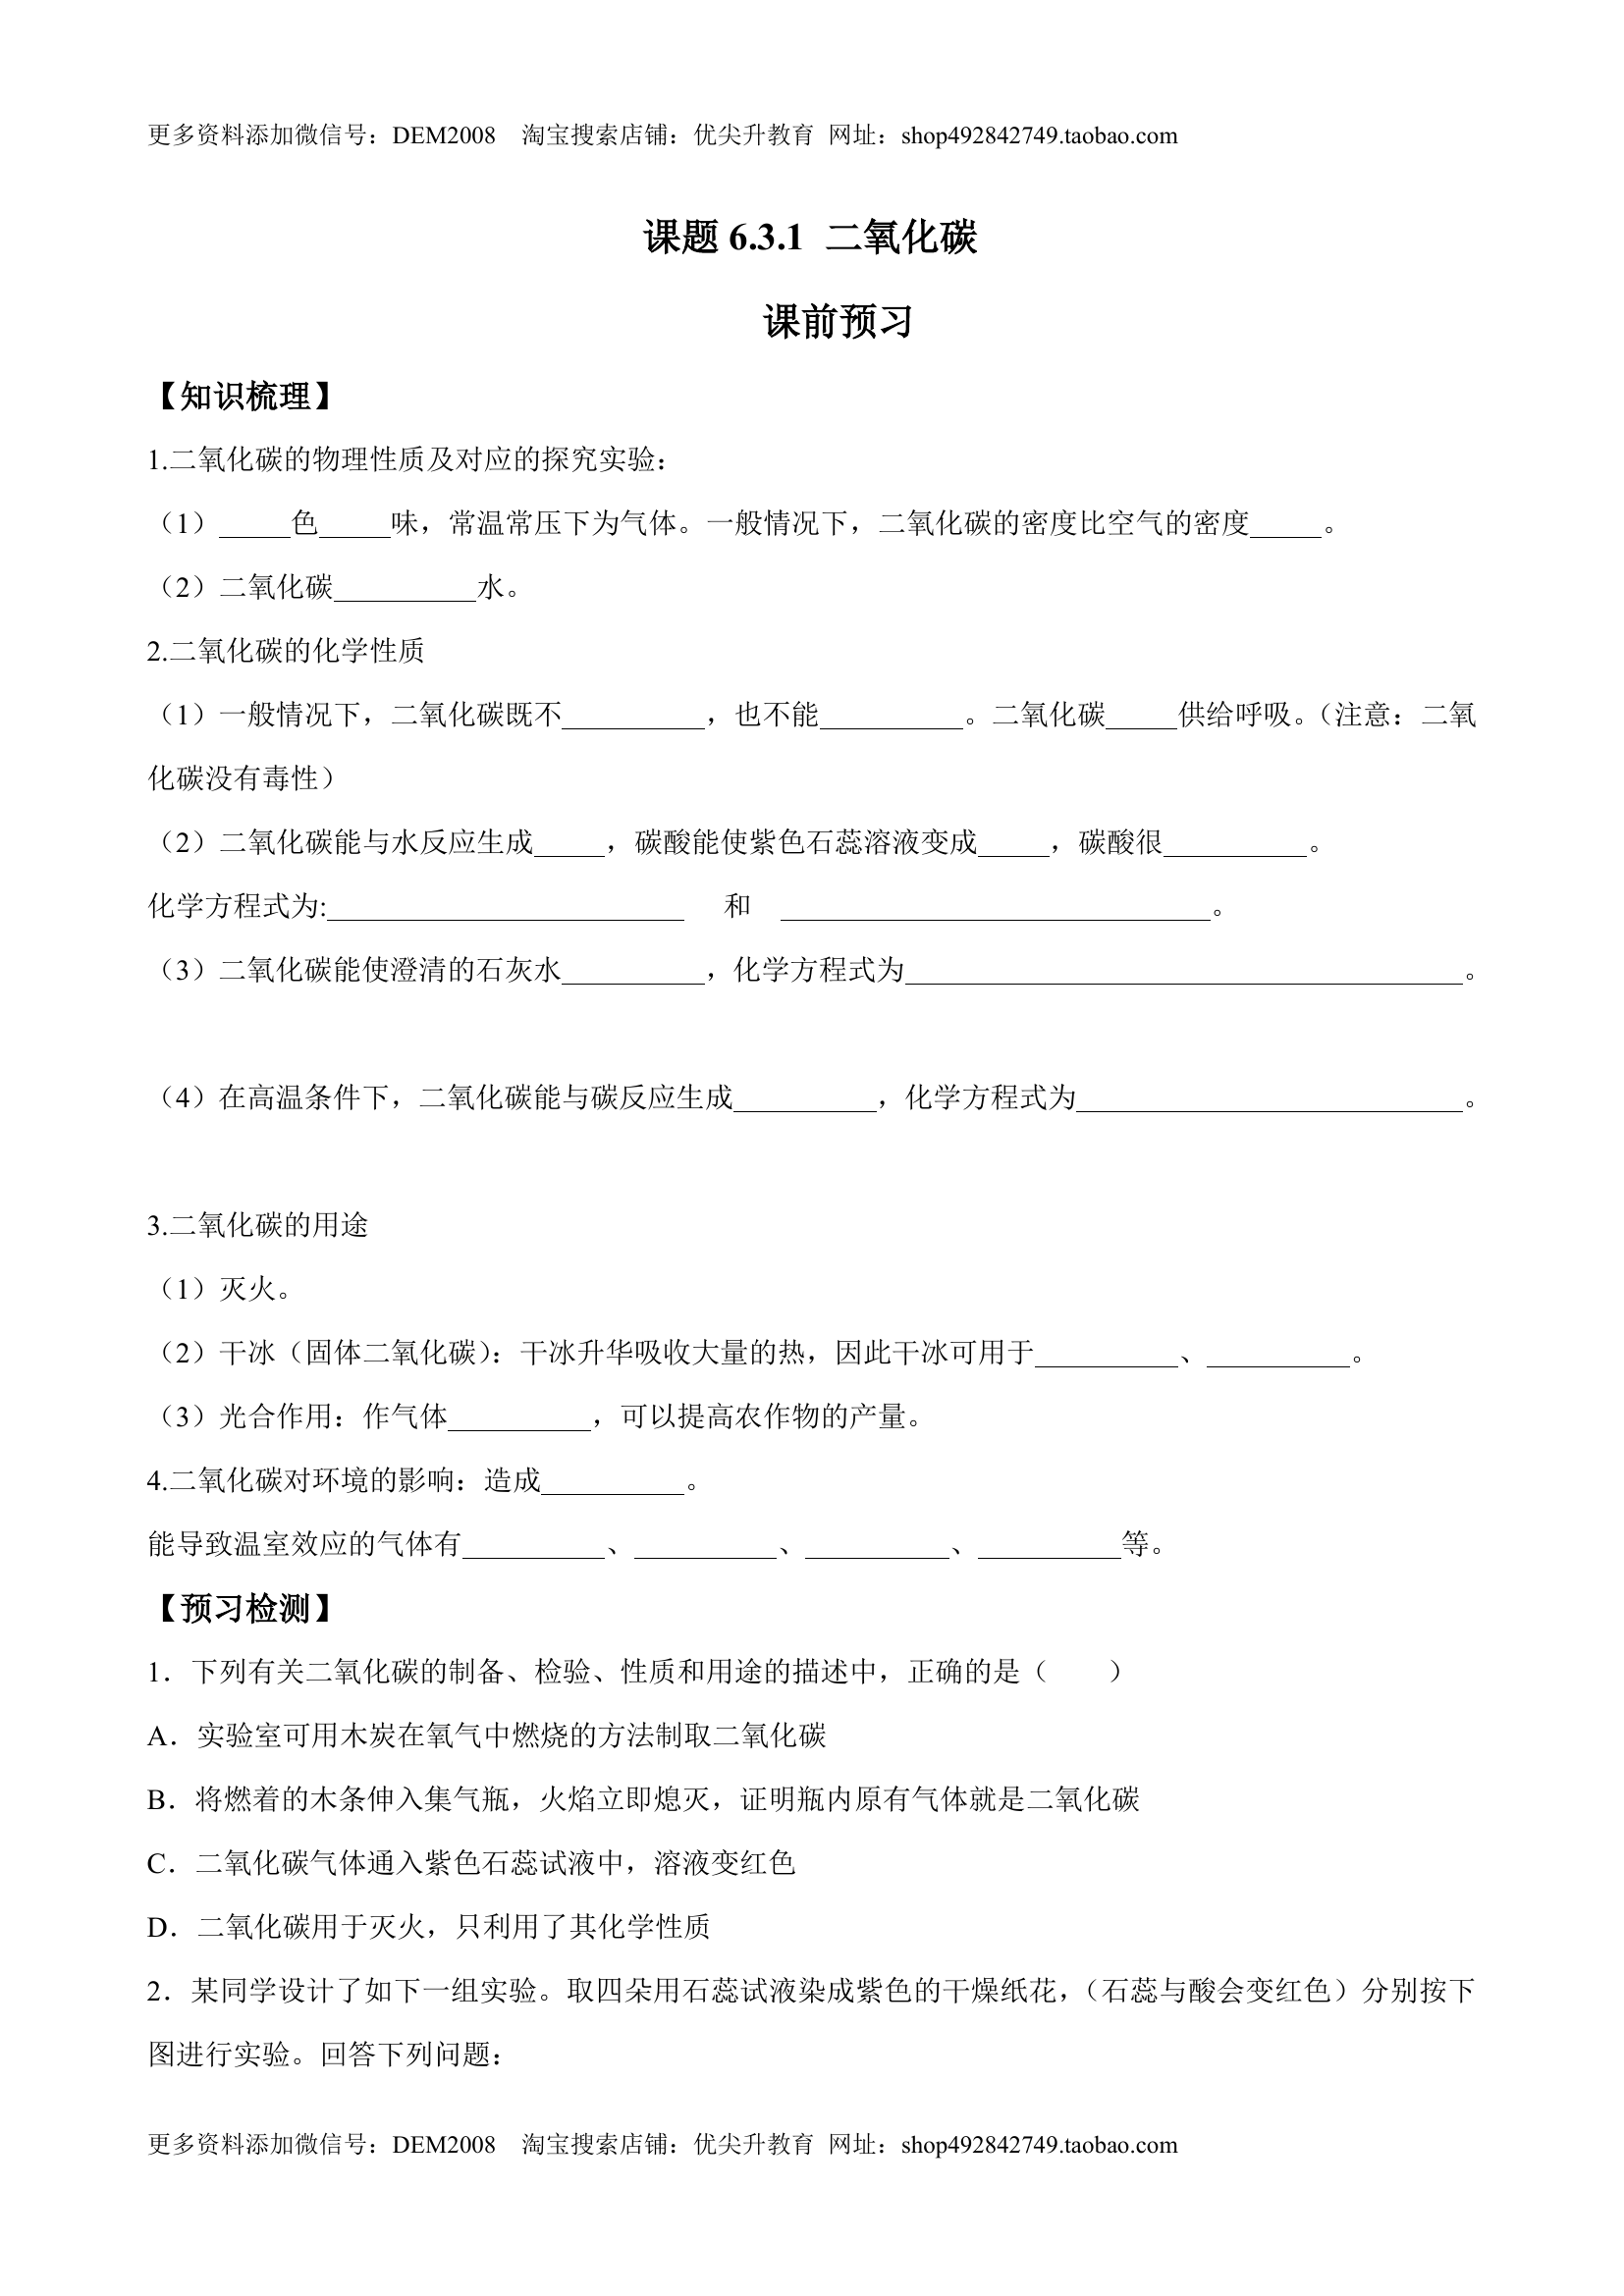 更多资料添加微信号：DEM2008 淘宝搜索店铺：优尖升教育 网址：shop492842749.taobao.com
课题 6.3.1 二氧化碳
课前预习
【知识梳理】
1.二氧化碳的物理性质及对应的探究实验：
（1）_____色_____味，常温常压下为气体。一般情况下，二氧化碳的密度比空气的密度_____。
（2）二氧化碳__________水。
2.二氧化碳的化学性质
（1）一般情况下，二氧化碳既不__________，也不能__________。二氧化碳_____供给呼吸。（注意：二氧
化碳没有毒性）
（2）二氧化碳能与水反应生成_____，碳酸能使紫色石蕊溶液变成_____，碳酸很__________。
化学方程式为:_________________________ 和 ______________________________。
（3）二氧化碳能使澄清的石灰水__________，化学方程式为_______________________________________。
（4）在高温条件下，二氧化碳能与碳反应生成__________，化学方程式为___________________________。
3.二氧化碳的用途
（1）灭火。
（2）干冰（固体二氧化碳）：干冰升华吸收大量的热，因此干冰可用于__________、__________。
（3）光合作用：作气体__________，可以提高农作物的产量。
4.二氧化碳对环境的影响：造成__________。
能导致温室效应的气体有__________、__________、__________、__________等。
【预习检测】
1．下列有关二氧化碳的制备、检验、性质和用途的描述中，正确的是（　　）
A．实验室可用木炭在氧气中燃烧的方法制取二氧化碳
B．将燃着的木条伸入集气瓶，火焰立即熄灭，证明瓶内原有气体就是二氧化碳
C．二氧化碳气体通入紫色石蕊试液中，溶液变红色
D．二氧化碳用于灭火，只利用了其化学性质
2．某同学设计了如下一组实验。取四朵用石蕊试液染成紫色的干燥纸花，（石蕊与酸会变红色）分别按下
图进行实验。回答下列问题：
更多资料添加微信号：DEM2008 淘宝搜索店铺：优尖升教育 网址：shop492842749.taobao.com